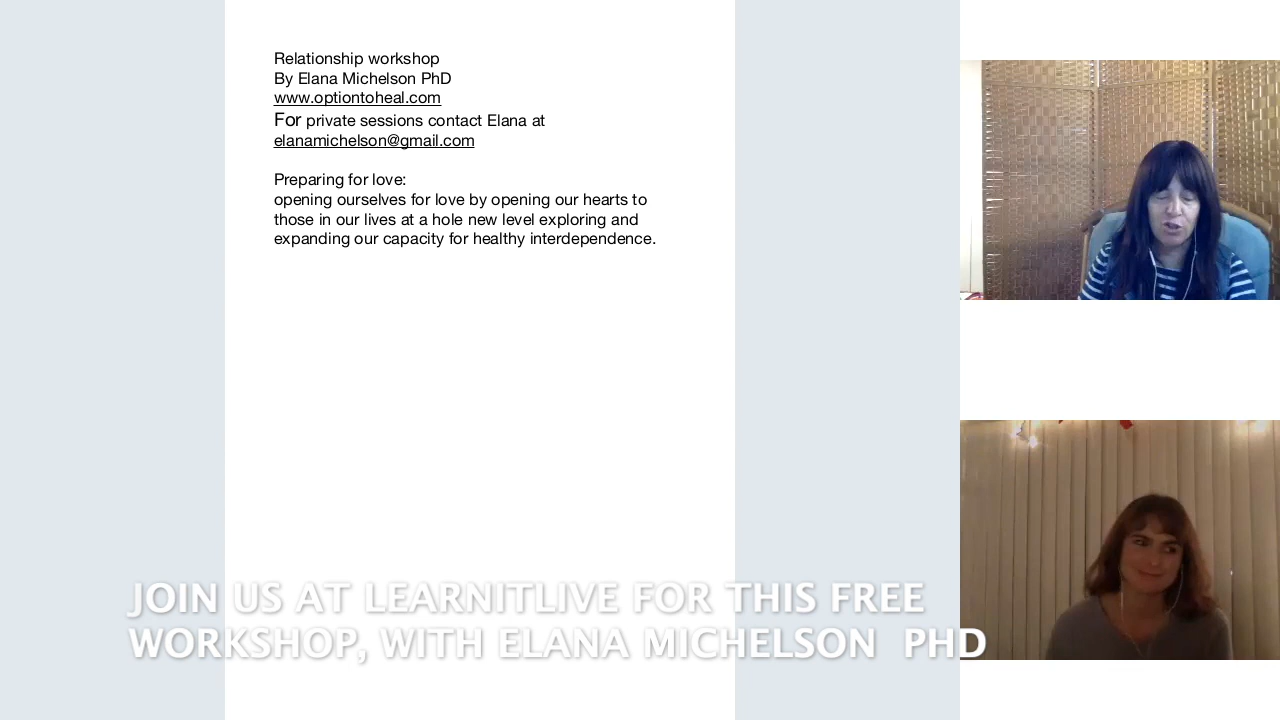 Relationship workshop
By Elana Michelson PhD
www.optiontoheal.com
For private sessions contact Elana at
elanamichelson@gmail.com
Preparing for love:
opening ourselves for love by opening our hearts to
those in our lives at a hole new level exploring and
expanding our capacity for healthy interdependence.
JOIN US AT LEARNITLIVE FOR THIS FREE
WORKSHOP, WITH ELANA MICHELSON PHD